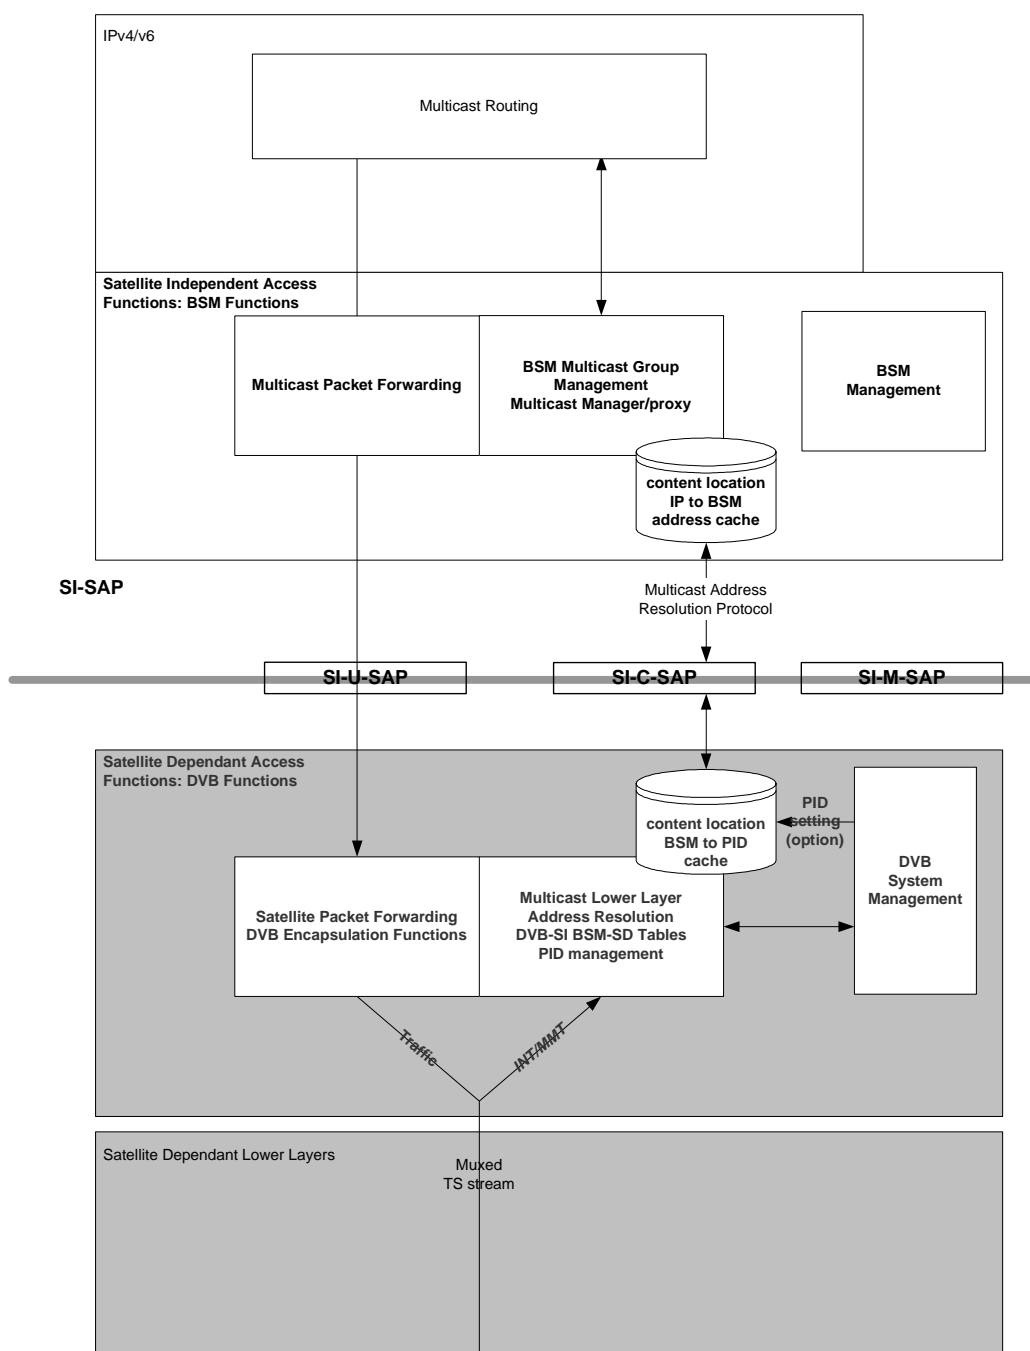 IPv4/v6
Multicast Routing
Satellite Independent Access
Functions: BSM Functions
Multicast Packet Forwarding
BSM Multicast Group
Management
Multicast Manager/proxy
BSM
Management
content location
IP to BSM
address cache
SI-SAP
Multicast Address
Resolution Protocol
SI-U-SAP
SI-C-SAP
SI-M-SAP
Satellite Dependant Access
Functions: DVB Functions
content location
BSM to PID
cache
PID
setting
(option)
DVB
System
Management
Satellite Packet Forwarding
DVB Encapsulation Functions
Multicast Lower Layer
Address Resolution
DVB-SI BSM-SD Tables
PID management
Traffic
INT/MMT
Satellite Dependant Lower Layers
Muxed
TS stream